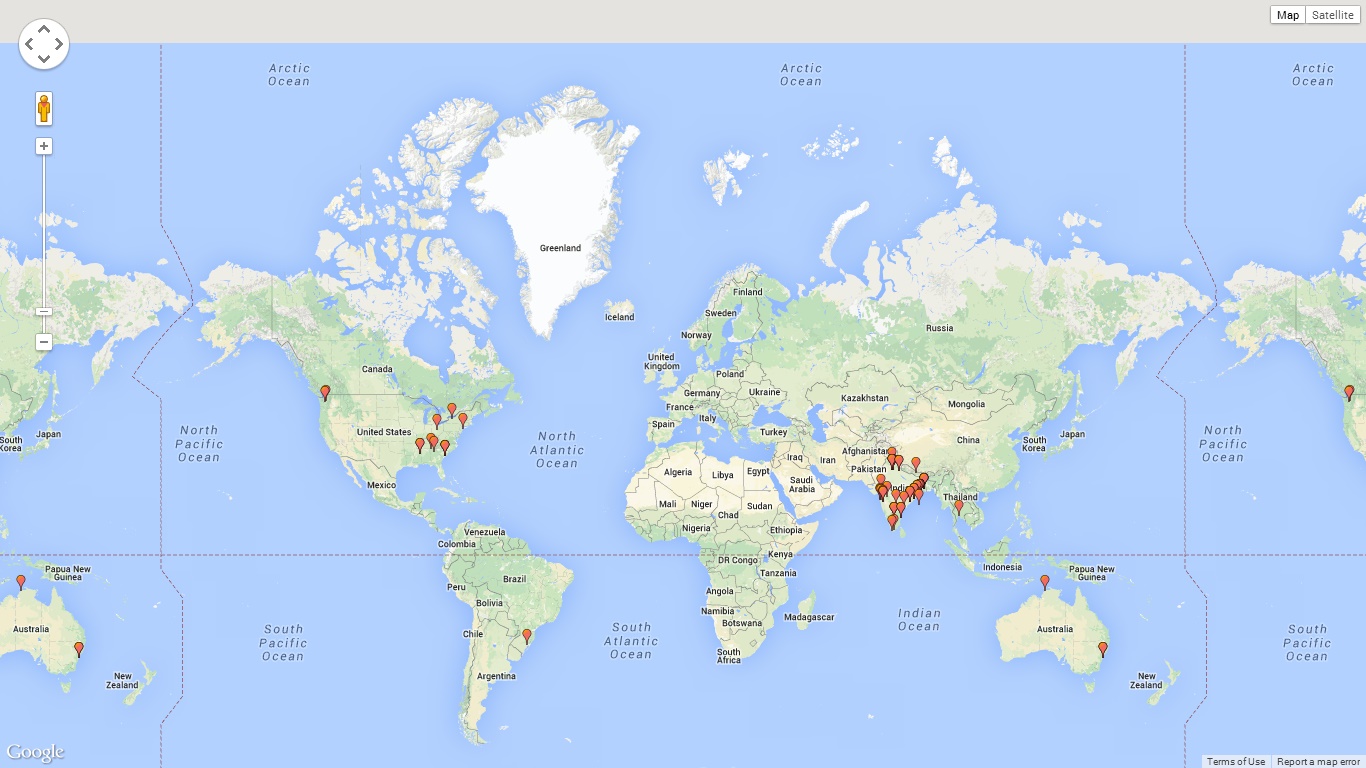 Map
Satellite
Arctic
Ocean
Arctic
Ocean
Arctic
Ocean
Greenland
Finland
Iceland
Sweden
Norway
Russia
United
Kingdom
Canada
Poland
Germany
Ukraine
Kazakhstan
France
Mongolia
Italy
Spain
Turkey
United States
South
Korea
Japan
North
Pacific
Ocean
North
Atlantic
Ocean
China
South
Korea
Japan
North
Pacific
Ocean
Afghanistan
Iraq
Iran
Pakistan
Algeria
Libya
Egypt
Saudi
Arabia
Mexico
India
Thailand
Mali
Niger
Sudan
Chad
Nigeria
Ethiopia
Venezuela
Colombia
DR Congo
Kenya
Tanzania
Indonesia
Papua New
Guinea
Papua New
Guinea
Peru
Brazil
Angola
Bolivia
Namibia
Botswana
Madagascar
Indian
Ocean
Australia
Australia
South
Pacific
Ocean
Chile
South
Atlantic
Ocean
South
Pacific
Ocean
South
Africa
Argentina
New
Zealand
New
Zealand
Google
Terms of Use
Report a map error